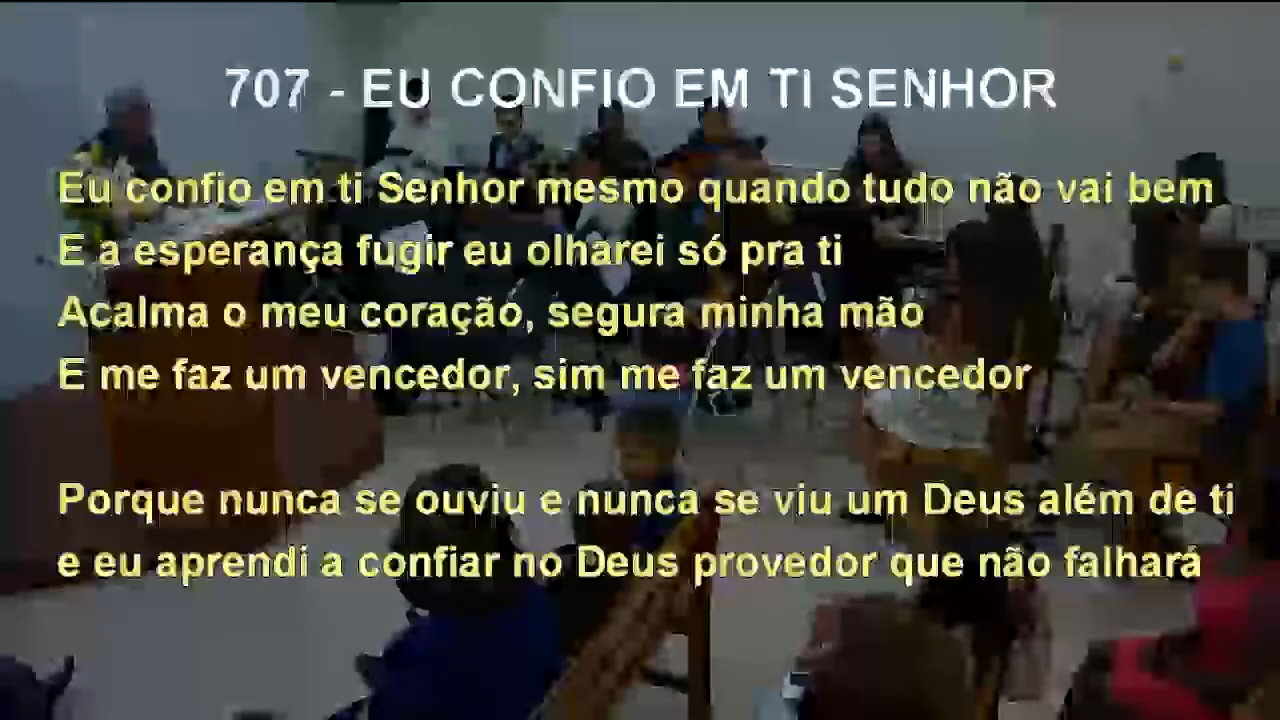 707 - EU CONFIO EM TI SENHOR
Eu confio em ti Senhor mesmo quando tudo não vai bem
E a esperança fugir eu olharei só pra ti
Acalma o meu coração, segura minha mão
E me faz um vencedor, sim me faz um vencedor
Porque nunca se ouviu e nunca se viu um Deus além de ti
e eu aprendi a confiar no Deus provedor que não falhará